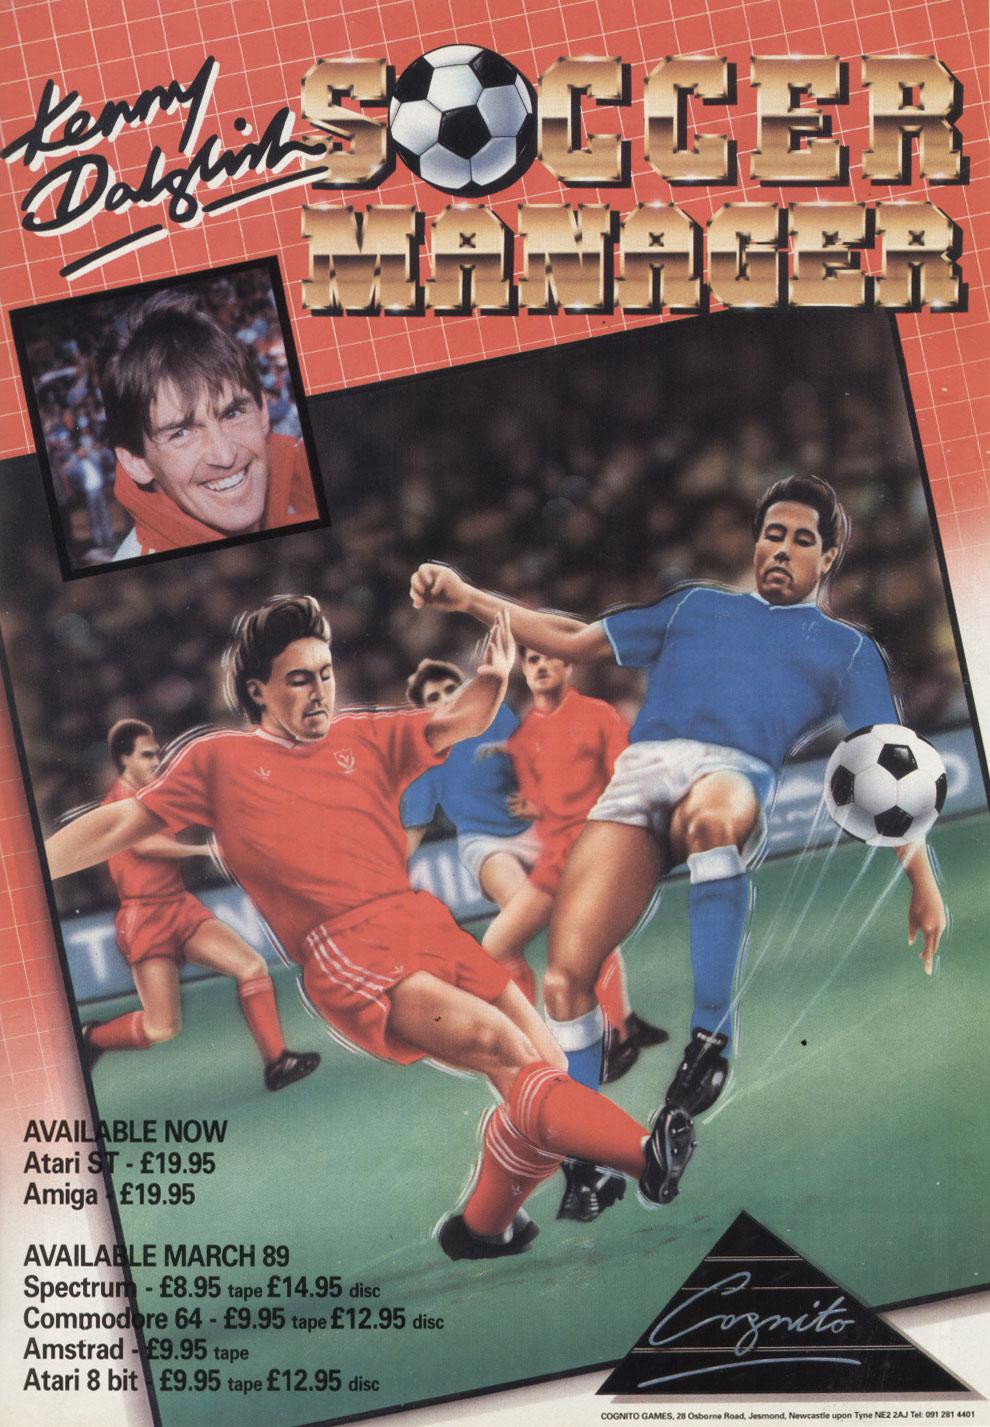 Kenny
Dalglish
SOCCER
MANAGER
AVAILABLE NOW
Atari ST - £19.95
Amiga - £19.95
AVAILABLE MARCH 89
Spectrum - £8.95 tape £14.95 disc
Commodore 64 - £9.95 tape £12.95 disc
Amstrad - £9.95 tape
Atari 8 bit - £9.95 tape £12.95 disc
Cognito
COGNITO GAMES, 28 Osborne Road, Jesmond, Newcastle upon Tyne NE2 2AJ Tel: 091 281 4401